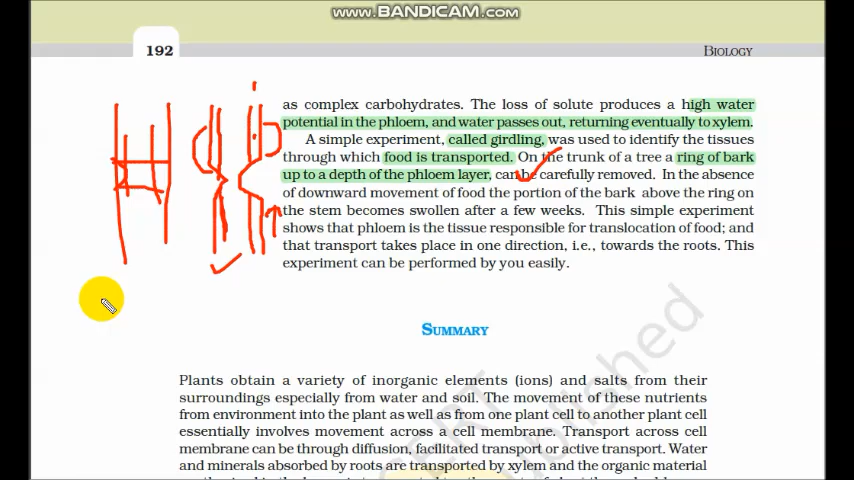 www.BANDICAM.com
192
BIOLOGY
as complex carbohydrates. The loss of solute produces a high water
potential in the phloem, and water passes out, returning eventually to xylem.
A simple experiment, called girdling, was used to identify the tissues
through which food is transported. On the trunk of a tree a ring of bark
up to a depth of the phloem layer, can be carefully removed. In the absence
of downward movement of food the portion of the bark above the ring on
the stem becomes swollen after a few weeks. This simple experiment
shows that phloem is the tissue responsible for translocation of food; and
that transport takes place in one direction, i.e., towards the roots. This
experiment can be performed by you easily.
SUMMARY
Plants obtain a variety of inorganic elements (ions) and salts from their
surroundings especially from water and soil. The movement of these nutrients
from environment into the plant as well as from one plant cell to another plant cell
essentially involves movement across a cell membrane. Transport across cell
membrane can be through diffusion, facilitated transport or active transport. Water
and minerals absorbed by roots are transported by xylem and the organic material